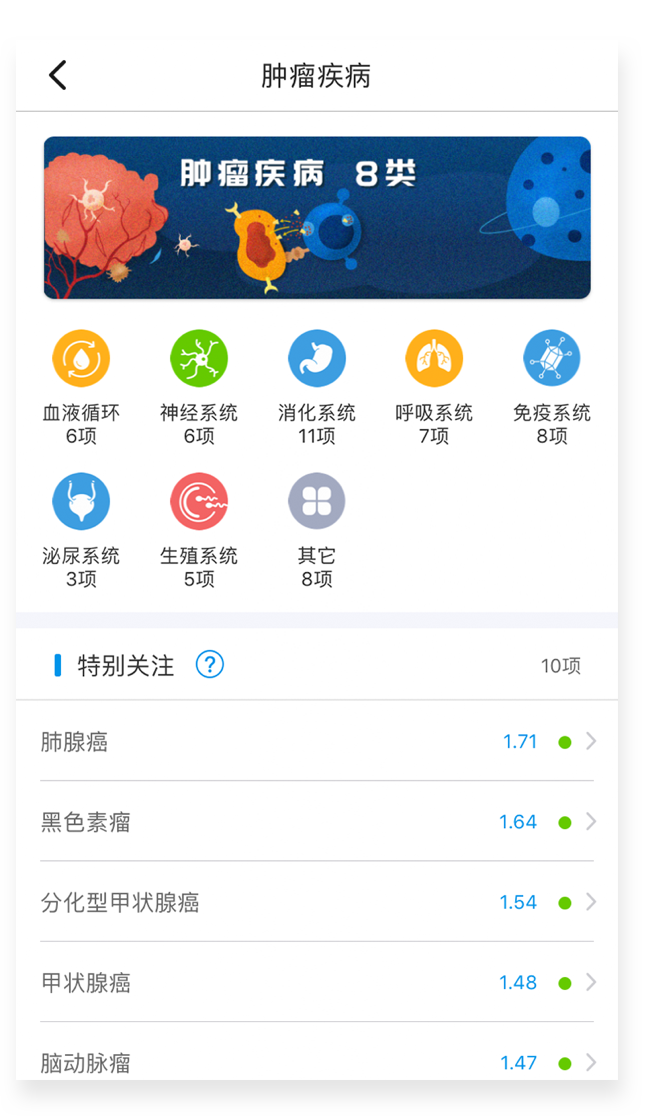 肿瘤疾病
肿瘤疾病 8类
血液循环 神经系统 消化系统 呼吸系统 免疫系统
6项 6项 11项 7项 8项
泌尿系统 生殖系统 其它
3项 5项 8项
特别关注 ? 10项
肺腺癌 1.71
黑色素瘤 1.64
分化型甲状腺癌 1.54
甲状腺癌 1.48
脑动脉瘤 1.47